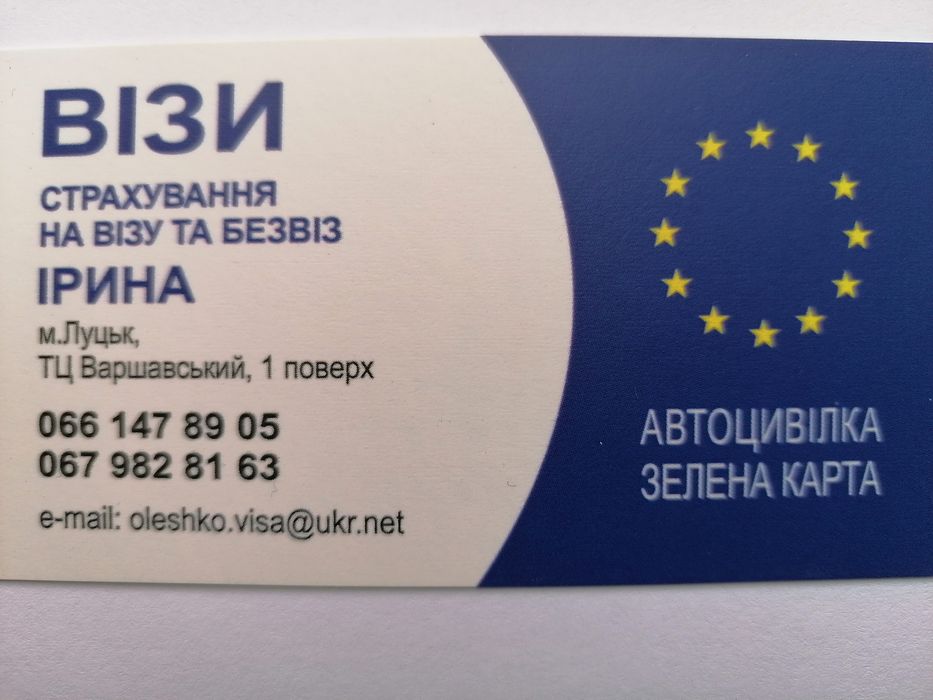 ВІЗИ
СТРАХУВАННЯ
НА ВІЗУ ТА БЕЗВІЗ
ІРИНА
м.Луцьк,
ТЦ Варшавський, 1 поверх
066 147 89 05
067 982 81 63
e-mail: oleshko.visa@ukr.net
АВТОЦИВІЛКА
ЗЕЛЕНА КАРТА